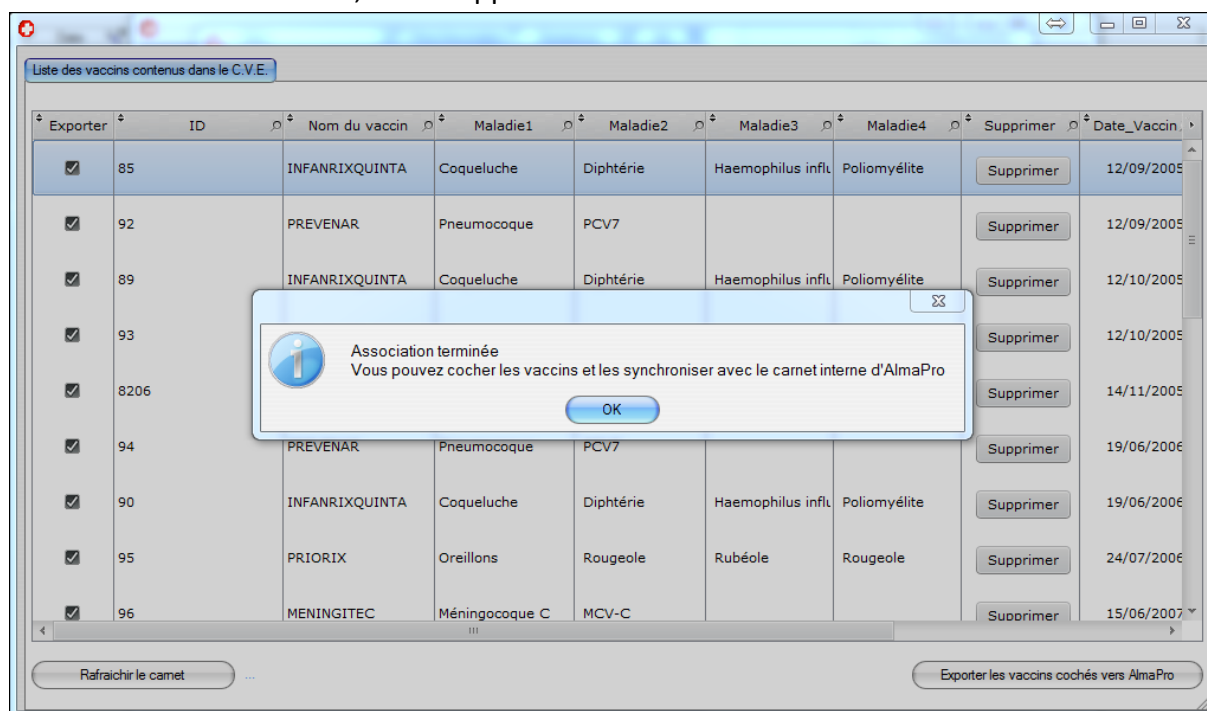 Liste des vaccins contenus dans le C.V.E.
Exporter ID Nom du vaccin Maladie1 Maladie2 Maladie3 Maladie4 Supprimer Date_Vaccin
85 INFANRIXQUINTA Coqueluche Diphtérie Haemophilus influ Poliomyélite Supprimer 12/09/2005
92 PREVENAR Pneumocoque PCV7 Supprimer 12/09/2005
89 INFANRIXQUINTA Coqueluche Diphtérie Haemophilus influ Poliomyélite Supprimer 12/10/2005
93 Supprimer 12/10/2005
8206 Supprimer 14/11/2005
Association terminée
Vous pouvez cocher les vaccins et les synchroniser avec le carnet interne d'AlmaPro
OK
94 PREVENAR Pneumocoque PCV7 Supprimer 19/06/2006
90 INFANRIXQUINTA Coqueluche Diphtérie Haemophilus influ Poliomyélite Supprimer 19/06/2006
95 PRIORIX Oreillons Rougeole Rubéole Rougeole Supprimer 24/07/2006
96 MENINGITEC Méningocoque C MCV-C Supprimer 15/06/2007
Rafraichir le carnet ... Exporter les vaccins cochés vers AlmaPro